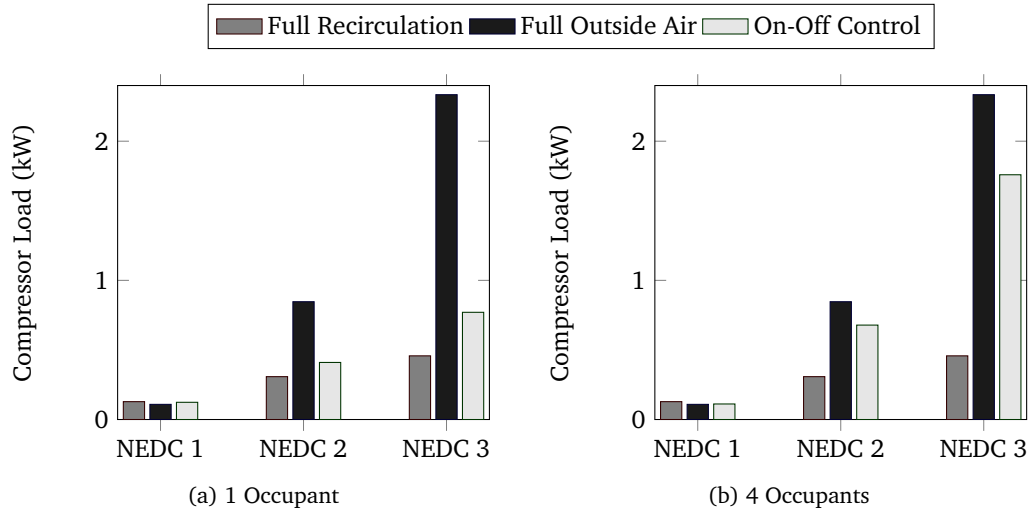 Full Recirculation Full Outside Air On-Off Control
Compressor Load (kW)
2
1
0
NEDC 1 NEDC 2 NEDC 3
(a) 1 Occupant
Compressor Load (kW)
2
1
0
NEDC 1 NEDC 2 NEDC 3
(b) 4 Occupants